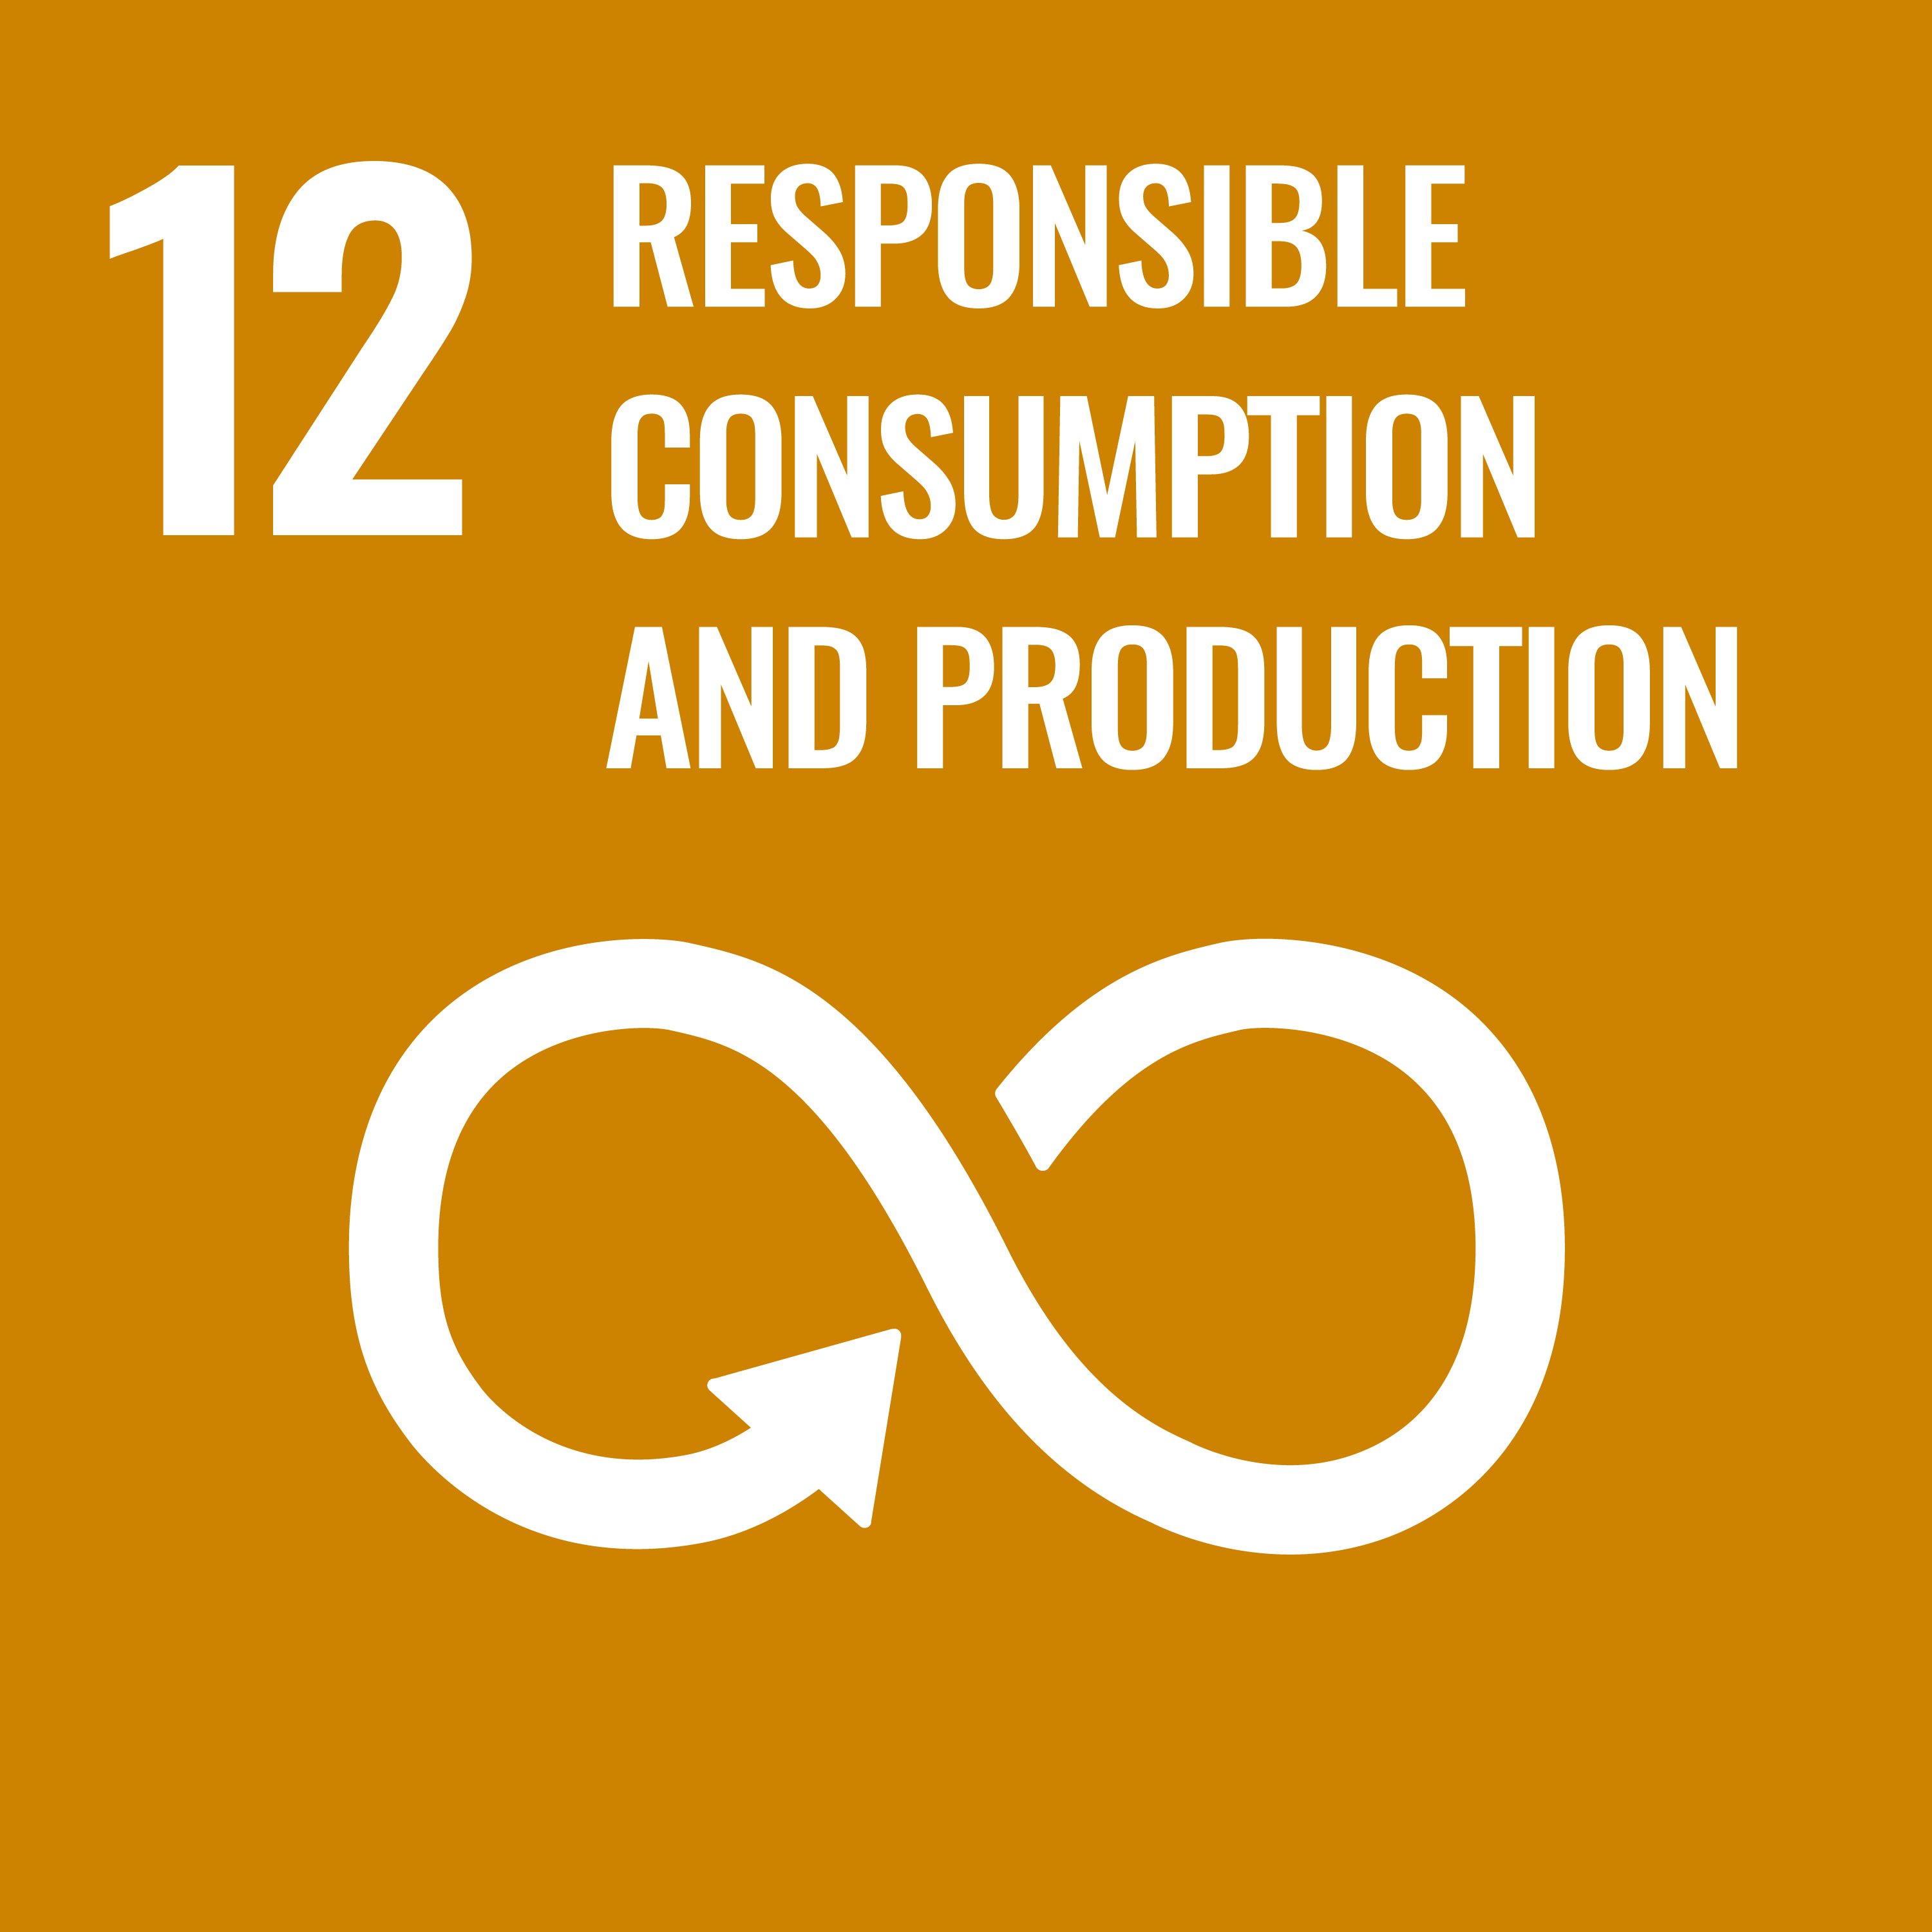 12 RESPONSIBLE
CONSUMPTION
AND PRODUCTION